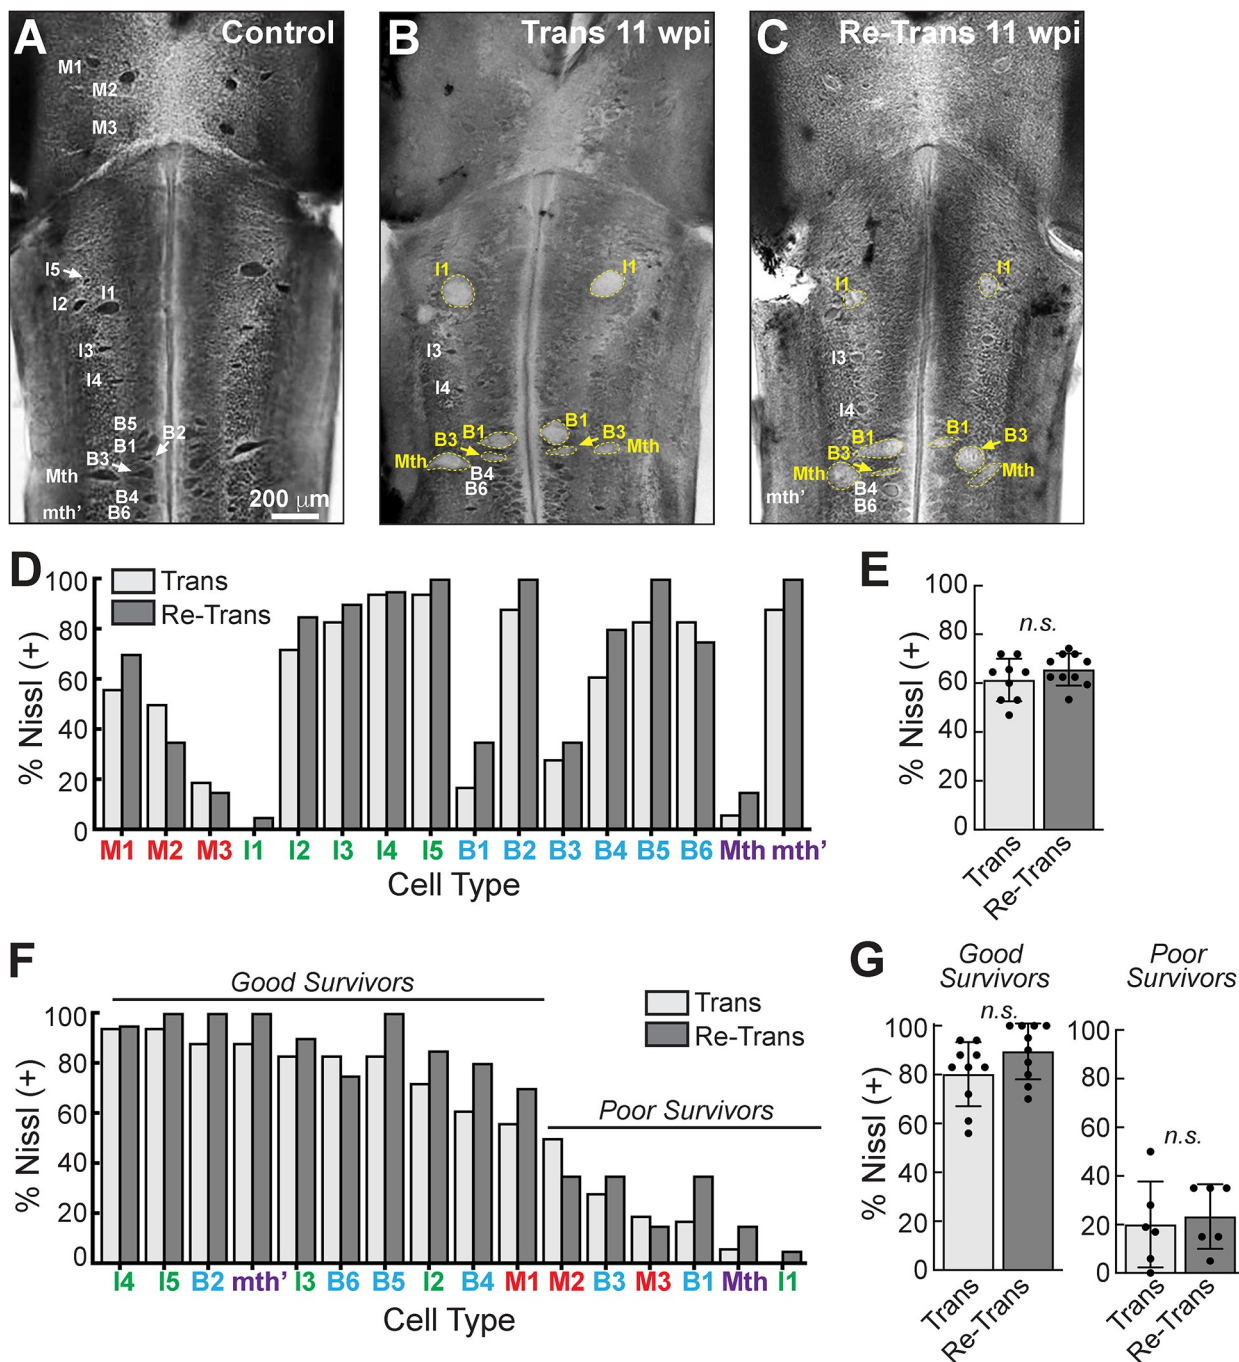 A Control
M1
M2
M3
I5
I2 I1
I3
I4
B5
B1 B2
B3
Mth
B4
mth’ B6
200 μm
B Trans 11 wpi
I1 I1
I3
I4
B1 B1
B3 B3
Mth Mth
B4
B6
C Re-Trans 11 wpi
I1 I1
I3
I4
B1 B1
B3 B3
Mth Mth
mth’ B4
B6
D
% Nissl (+)
100
80
60
40
20
0
Trans
Re-Trans
M1 M2 M3 I1 I2 I3 I4 I5 B1 B2 B3 B4 B5 B6 Mth mth’
Cell Type
E
% Nissl (+)
100
80
60
40
20
0
n.s.
Trans
Re-Trans
F
Good Survivors
Poor Survivors
% Nissl (+)
100
80
60
40
20
0
Trans
Re-Trans
I4 I5 B2 mth’ I3 B6 B5 I2 B4 M1 M2 B3 M3 B1 Mth I1
Cell Type
G
Good
Survivors
n.s.
% Nissl (+)
100
80
60
40
20
0
Trans
Re-Trans
Poor
Survivors
n.s.
100
80
60
40
20
0
Trans
Re-Trans